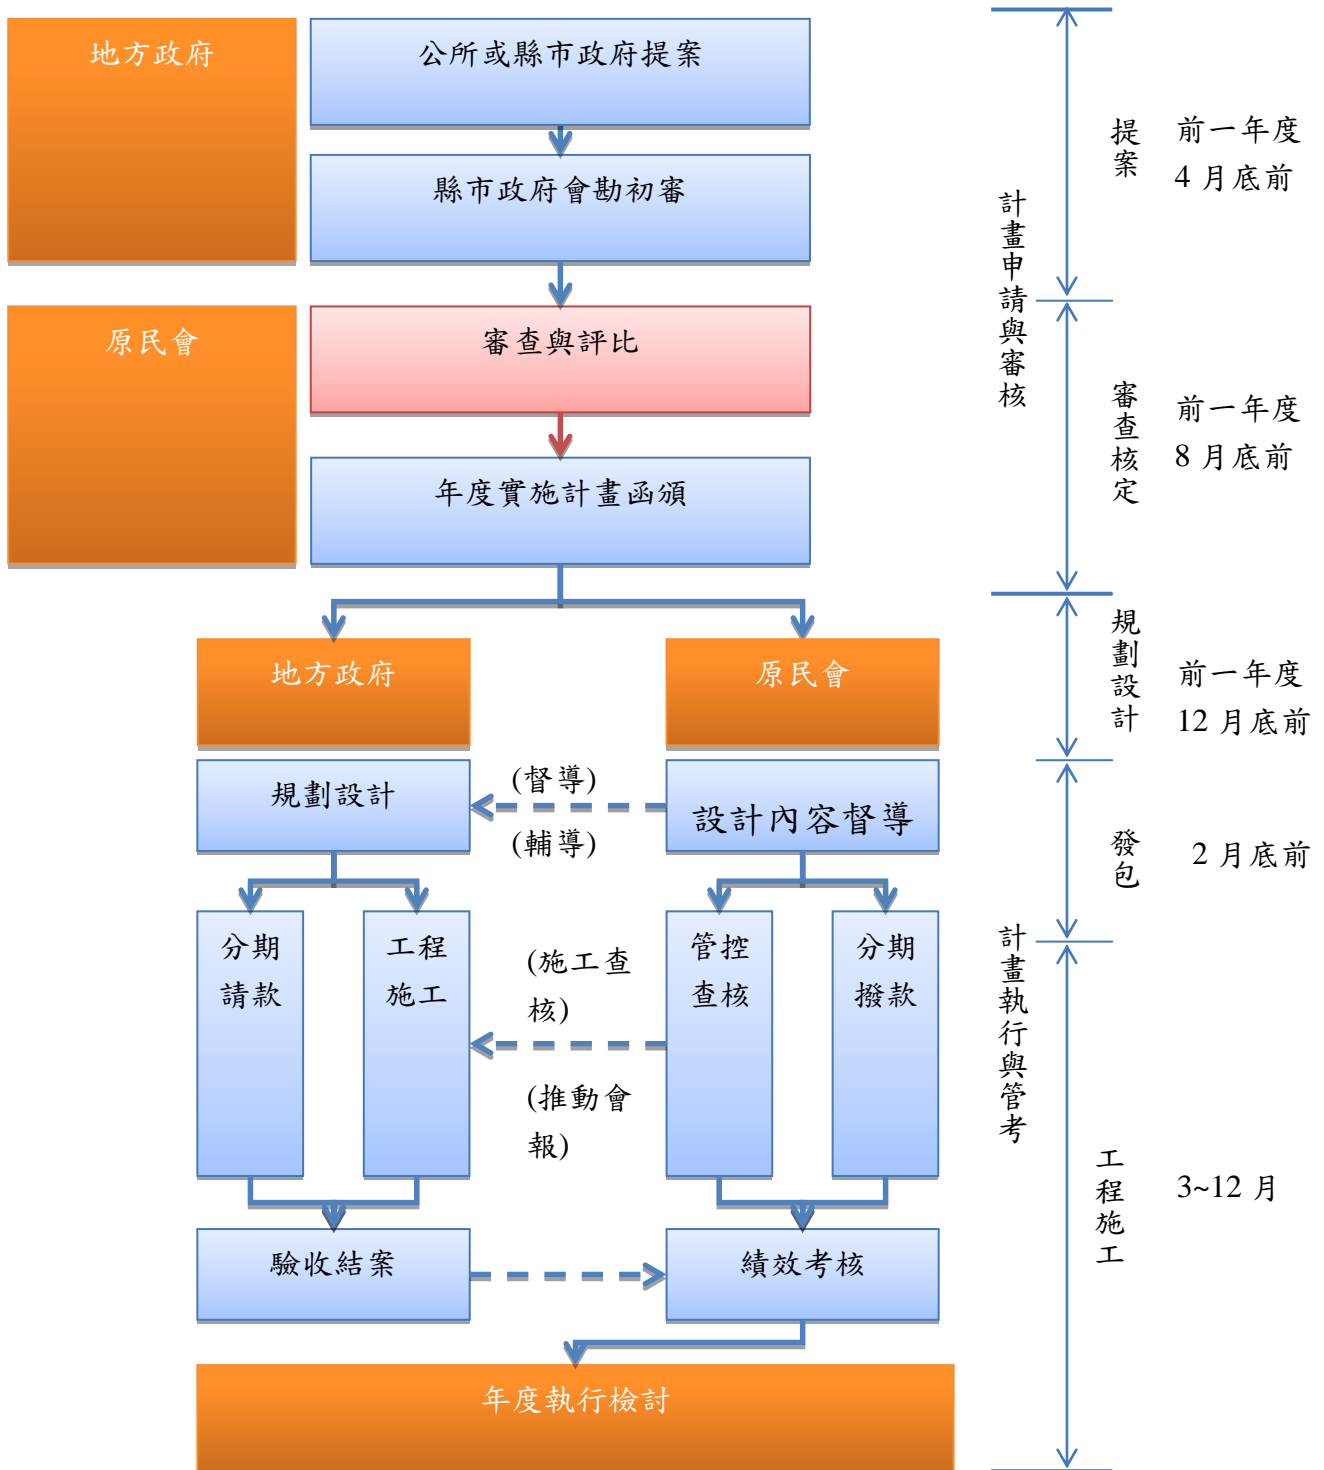 地方政府
公所或縣市政府提案
縣市政府會勘初審
原民會
審查與評比
年度實施計畫函頒
地方政府
原民會
規劃設計
(督導)
(輔導)
設計內容督導
分期
請款
工程
施工
(施工查
核)
(推動會
報)
管控
查核
分期
撥款
驗收結案
績效考核
年度執行檢討
計畫申請與審核
提案
前一年度
4 月底前
審查核定
前一年度
8 月底前
規劃設計
前一年度
12 月底前
發包
2 月底前
計畫執行與管考
工程施工
3~12 月